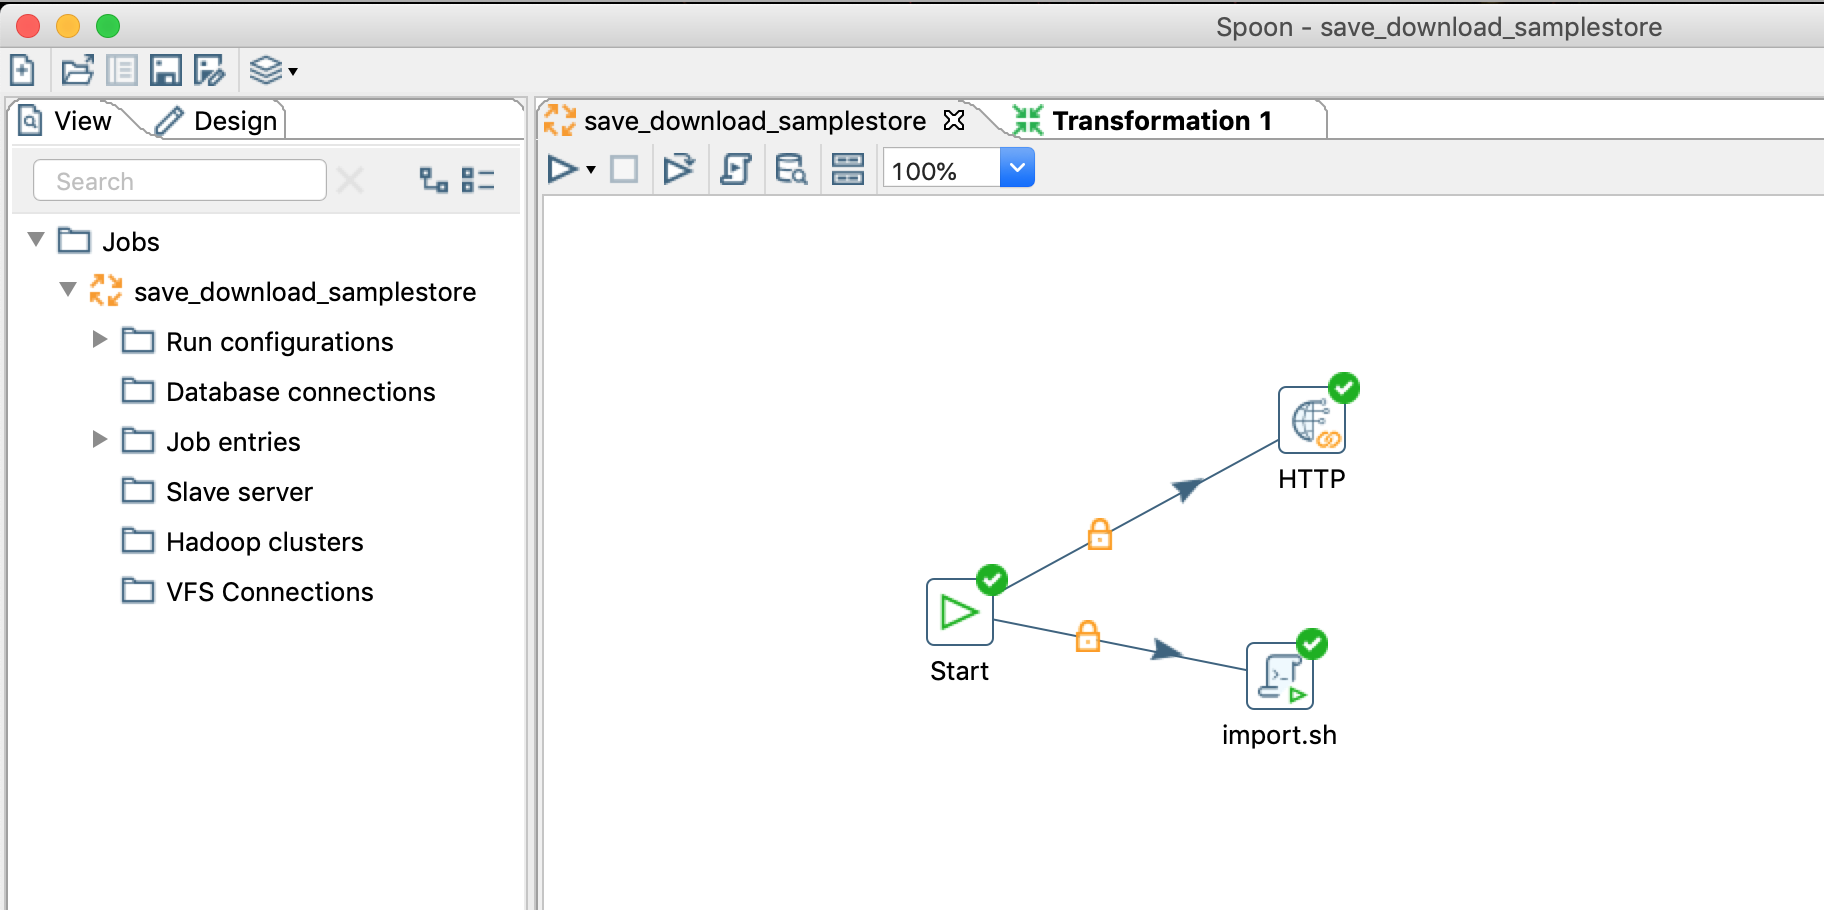 Spoon - save_download_samplestore
View
Design
save_download_samplestore
Transformation 1
Search
100%
Jobs
save_download_samplestore
Run configurations
Database connections
Job entries
Slave server
Hadoop clusters
VFS Connections
HTTP
Start
import.sh